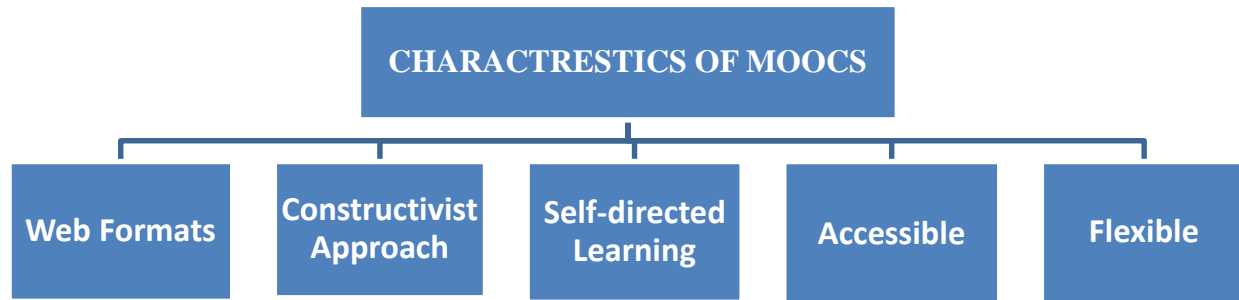 CHARACTRESTICS OF MOOCS
Web Formats
Constructivist
Approach
Self-directed
Learning
Accessible
Flexible